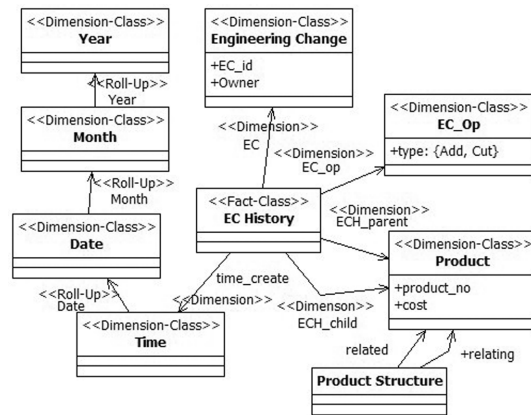 <<Dimension-Class>>
Year
<<Dimension-Class>>
Engineering Change
+EC_id
+Owner
<<Roll-Up>>
Year
<<Dimension-Class>>
Month
<<Dimension>>
EC
<<Dimension-Class>>
EC_Op
+type: {Add, Cut}
<<Dimension>>
EC_op
<<Roll-Up>>
Month
<<Fact-Class>>
EC History
<<Dimension>>
ECH_parent
<<Dimension-Class>>
Date
<<Dimension-Class>>
Product
+product_no
+cost
time_create
<<Dimension>>
<<Roll-Up>>
Date
<<Dimenson>>
ECH_child
<<Dimension-Class>>
Time
related
+relating
Product Structure